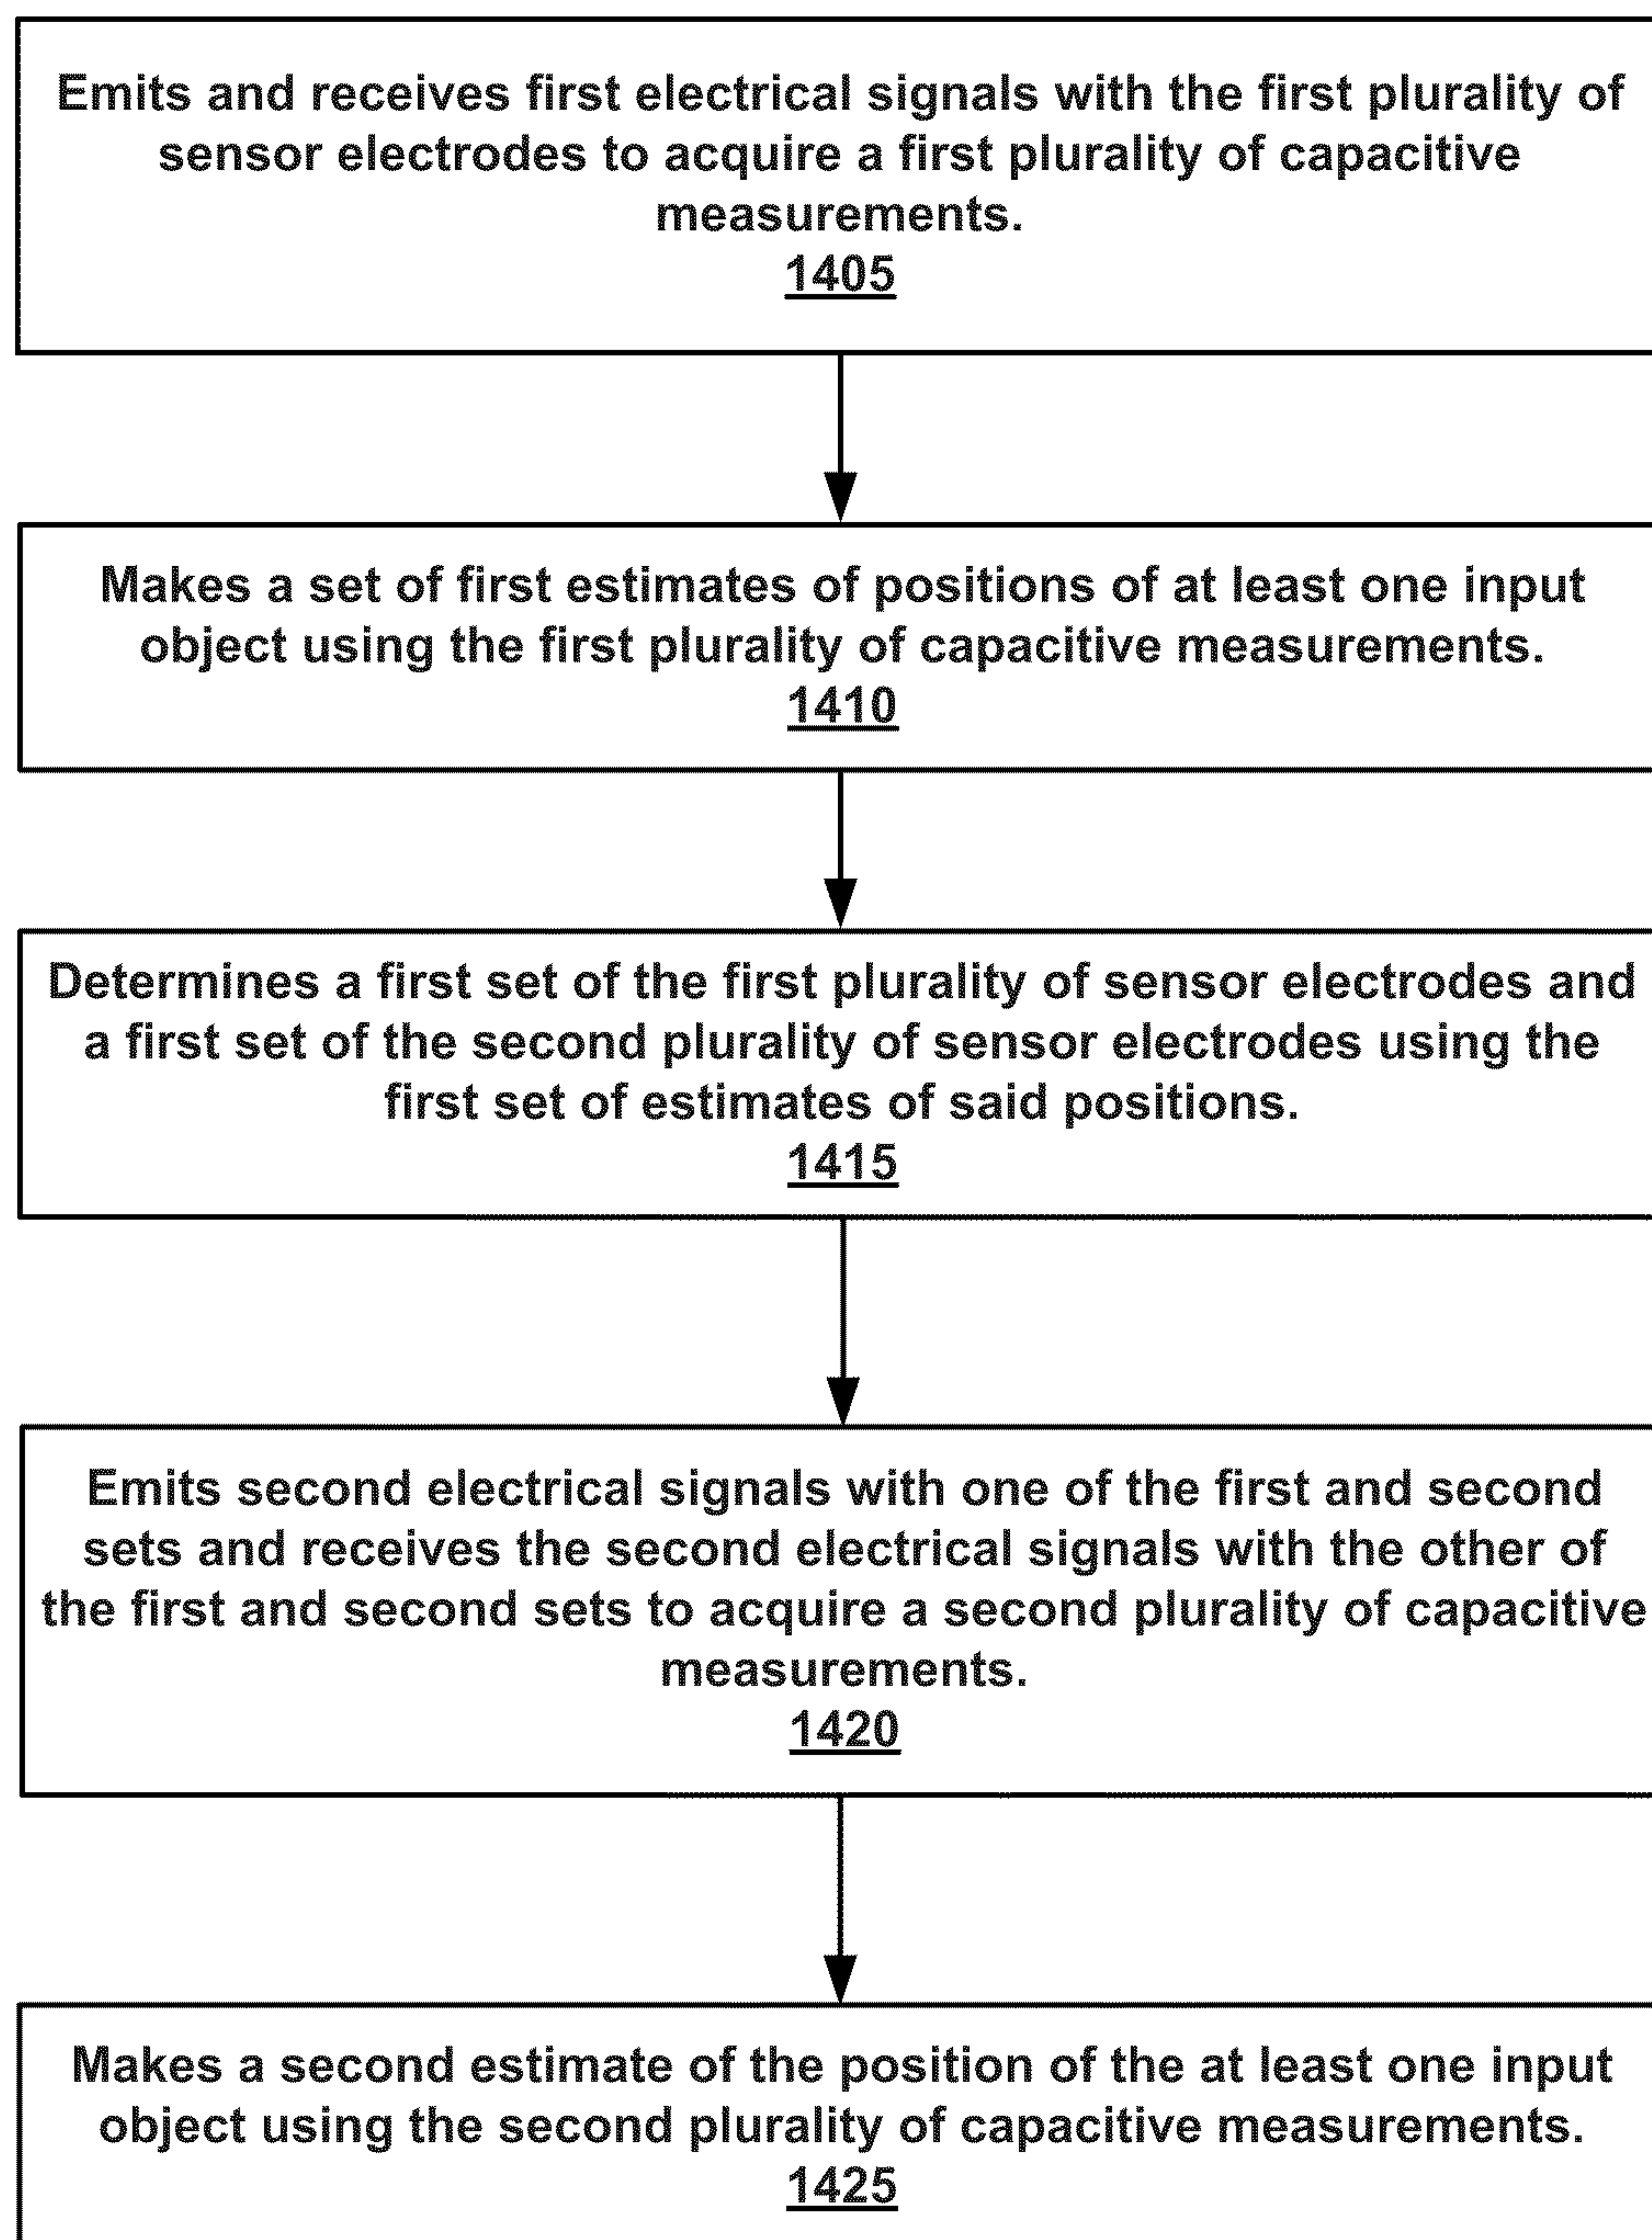 Emits and receives first electrical signals with the first plurality of
sensor electrodes to acquire a first plurality of capacitive
measurements.
1405
Makes a set of first estimates of positions of at least one input
object using the first plurality of capacitive measurements.
1410
Determines a first set of the first plurality of sensor electrodes and
a first set of the second plurality of sensor electrodes using the
first set of estimates of said positions.
1415
Emits second electrical signals with one of the first and second
sets and receives the second electrical signals with the other of
the first and second sets to acquire a second plurality of capacitive
measurements.
1420
Makes a second estimate of the position of the at least one input
object using the second plurality of capacitive measurements.
1425